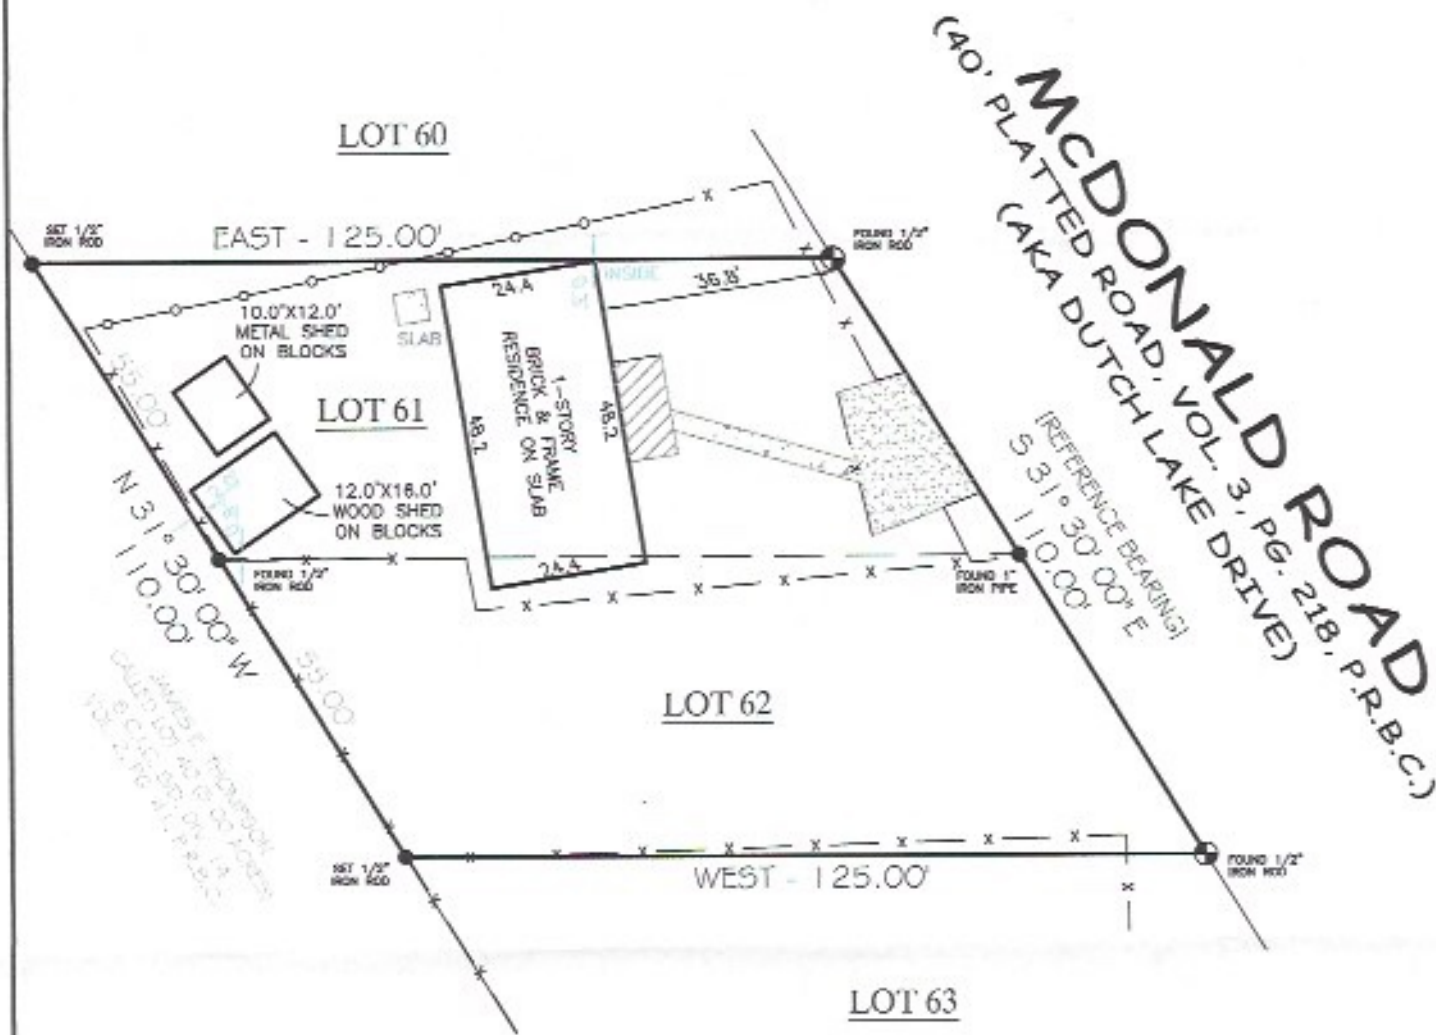 LOT 60
McDONALD ROAD
(40' PLATTED ROAD, VOL. 3, PG. 218, P.R.B.C.)
(AKA DUTCH LAKE DRIVE)
SET 1/2"
IRON ROD
EAST - 125.00'
FOUND 1/2"
IRON ROD
INSIDE
36.8'
24.4
10.0'X12.0'
METAL SHED
ON BLOCKS
SLAB
55.00'
LOT 61
1-STORY
BRICK & FRAME
RESIDENCE ON SLAB
48.2
48.2
12.0'X16.0'
WOOD SHED
ON BLOCKS
24.4
N 31° 30' 00" W
110.00'
FOUND 1/2"
IRON ROD
FOUND 1"
IRON PIPE
(REFERENCE BEARING)
S 31° 30' 00" E
110.00'
55.00'
LOT 62
SET 1/2"
IRON ROD
WEST - 125.00'
FOUND 1/2"
IRON ROD
LOT 63